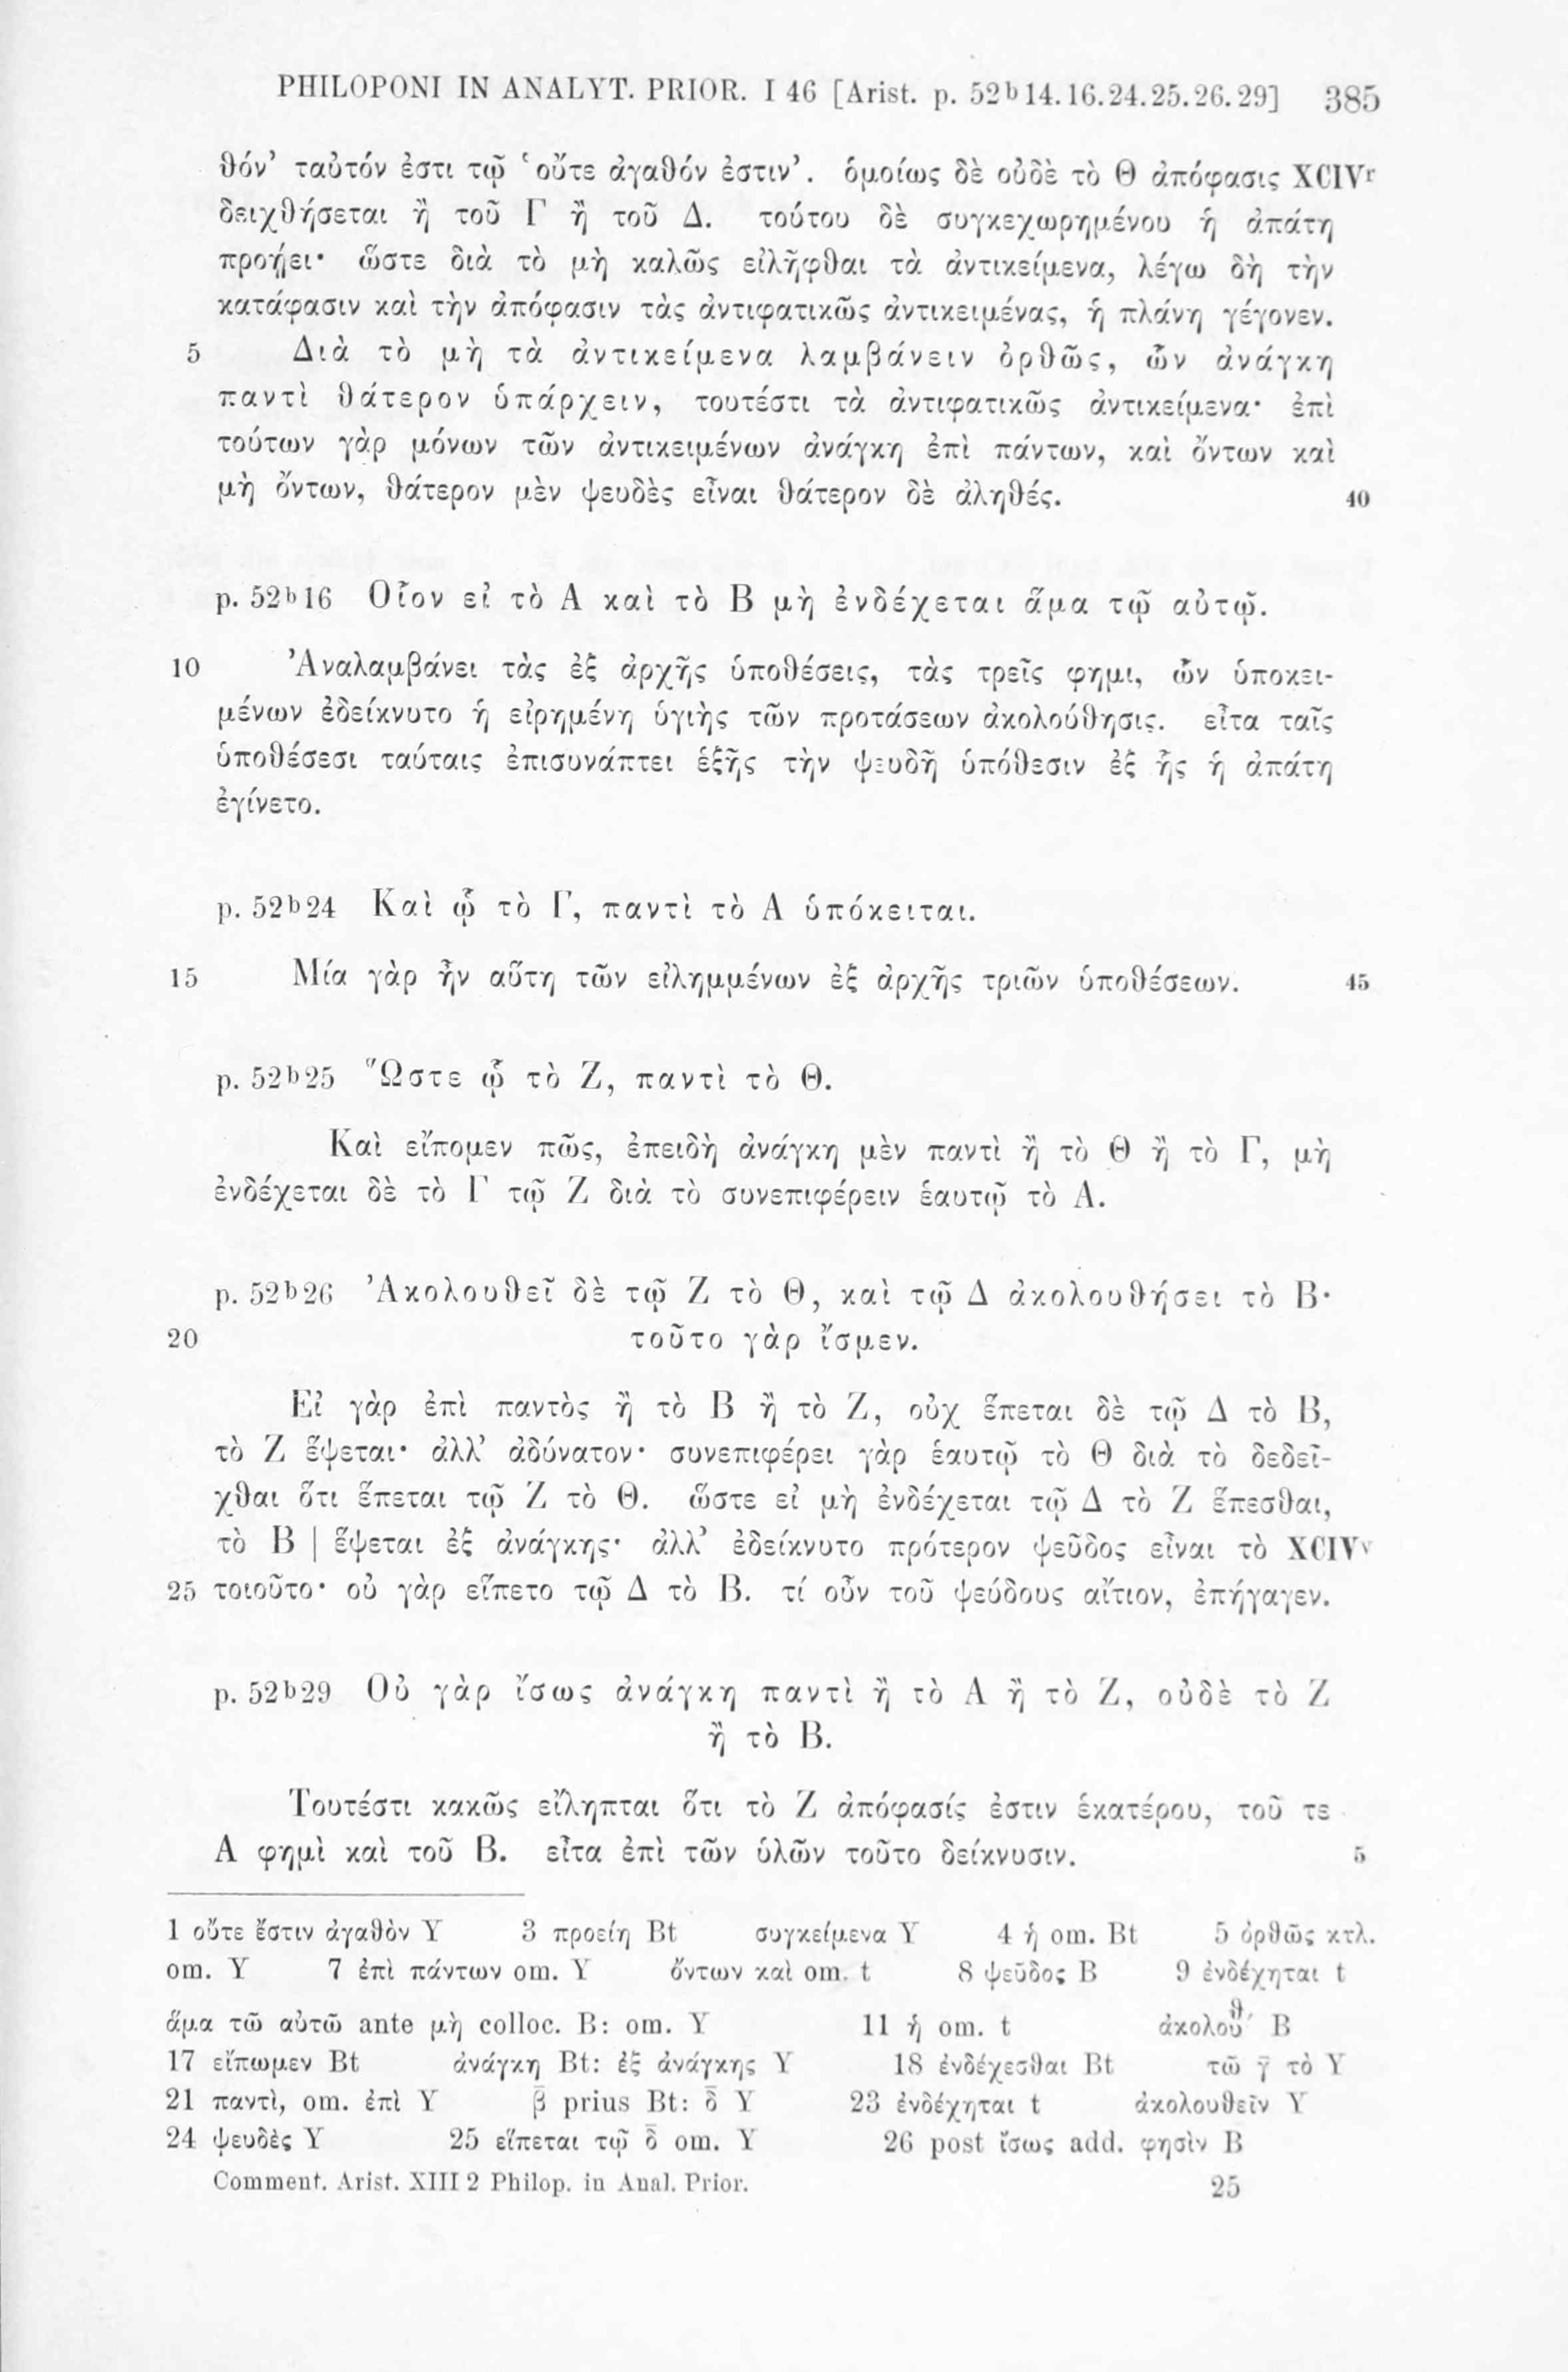 PHILOPONI IN ANALYT. PRIOR. I 46 [Arist. p. 52b14.16.24.25.26.29] 385
θόν’ ταὐτόν ἐστι τῷ ‘οὔτε ἀγαθόν ἐστιν’. ὁμοίως δὲ οὐδὲ τὸ Θ ἀπόφασις XCIVr
δειχθήσεται ἢ τοῦ Γ ἢ τοῦ Δ. τούτου δὲ συγκεχωρημένου ἡ ἀπάτη
προῄει· ὥστε διὰ τὸ μὴ καλῶς εἰλῆφθαι τὰ ἀντικείμενα, λέγω δὴ τὴν
κατάφασιν καὶ τὴν ἀπόφασιν τὰς ἀντιφατικῶς ἀντικειμένας, ἡ πλάνη γέγονεν.
5 Διὰ τὸ μὴ τὰ ἀντικείμενα λαμβάνειν ὀρθῶς, ὧν ἀνάγκη
παντὶ θάτερον ὑπάρχειν, τουτέστι τὰ ἀντιφατικῶς ἀντικείμενα· ἐπὶ
τούτων γὰρ μόνων τῶν ἀντικειμένων ἀνάγκη ἐπὶ πάντων, καὶ ὄντων καὶ
μὴ ὄντων, θάτερον μὲν ψευδὲς εἶναι θάτερον δὲ ἀληθές. 40
p. 52b16 Οἷον εἰ τὸ Α καὶ τὸ Β μὴ ἐνδέχεται ἅμα τῷ αὐτῷ.
10 Ἀναλαμβάνει τὰς ἐξ ἀρχῆς ὑποθέσεις, τὰς τρεῖς φημι, ὧν ὑποκει-
μένων ἐδείκνυτο ἡ εἰρημένη ὑγιὴς τῶν προτάσεων ἀκολούθησις. εἶτα ταῖς
ὑποθέσεσι ταύταις ἐπισυνάπτει ἑξῆς τὴν ψευδῆ ὑπόθεσιν ἐξ ἧς ἡ ἀπάτη
ἐγίνετο.
p. 52b24 Καὶ ᾧ τὸ Γ, παντὶ τὸ Α ὑπόκειται.
15 Μία γὰρ ἦν αὕτη τῶν εἰλημμένων ἐξ ἀρχῆς τριῶν ὑποθέσεων. 45
p. 52b25 Ὥστε ᾧ τὸ Ζ, παντὶ τὸ Θ.
Καὶ εἴπομεν πῶς, ἐπειδὴ ἀνάγκη μὲν παντὶ ἢ τὸ Θ ἢ τὸ Γ, μὴ
ἐνδέχεται δὲ τὸ Γ τῷ Ζ διὰ τὸ συνεπιφέρειν ἑαυτῷ τὸ Α.
p. 52b26 Ἀκολουθεῖ δὲ τῷ Ζ τὸ Θ, καὶ τῷ Δ ἀκολουθήσει τὸ Β·
20 τοῦτο γὰρ ἴσμεν.
Εἰ γὰρ ἐπὶ παντὸς ἢ τὸ Β ἢ τὸ Ζ, οὐχ ἕπεται δὲ τῷ Δ τὸ Β,
τὸ Ζ ἕψεται· ἀλλ’ ἀδύνατον· συνεπιφέρει γὰρ ἑαυτῷ τὸ Θ διὰ τὸ δεδεῖ-
χθαι ὅτι ἕπεται τῷ Ζ τὸ Θ. ὥστε εἰ μὴ ἐνδέχεται τῷ Δ τὸ Ζ ἕπεσθαι,
τὸ Β | ἕψεται ἐξ ἀνάγκης· ἀλλ’ ἐδείκνυτο πρότερον ψεῦδος εἶναι τὸ XCIVv
25 τοιοῦτο· οὐ γὰρ εἵπετο τῷ Δ τὸ Β. τί οὖν τοῦ ψεύδους αἴτιον, ἐπήγαγεν.
p. 52b29 Οὐ γὰρ ἴσως ἀνάγκη παντὶ ἢ τὸ Α ἢ τὸ Ζ, οὐδὲ τὸ Ζ
ἢ τὸ Β.
Τουτέστι κακῶς εἴληπται ὅτι τὸ Ζ ἀπόφασίς ἐστιν ἑκατέρου, τοῦ τε
Α φημὶ καὶ τοῦ Β. εἶτα ἐπὶ τῶν ὑλῶν τοῦτο δείκνυσιν. 5
1 οὔτε ἔστιν ἀγαθὸν Y 3 προείη Bt συγκείμενα Y 4 ἡ om. Bt 5 ὀρθῶς κτλ.
om. Y 7 ἐπὶ πάντων om. Y ὄντων καὶ om. t 8 ψεῦδος B 9 ἐνδέχηται t
ἅμα τῶ αὐτῶ ante μὴ colloc. B: om. Y 11 ἡ om. t ἀκολουθ B
17 εἴπωμεν Bt ἀνάγκη Bt: ἐξ ἀνάγκης Y 18 ἐνδέχεσθαι Bt τῶ γ̄ τὸ Y
21 παντὶ, om. ἐπὶ Y β̄ prius Bt: δ̄ Y 23 ἐνδέχηται t ἀκολουθεῖν Y
24 ψευδὲς Y 25 εἵπεται τῷ δ̄ om. Y 26 post ἴσως add. φησὶν B
Comment. Arist. XIII 2 Philop. in Anal. Prior. 25